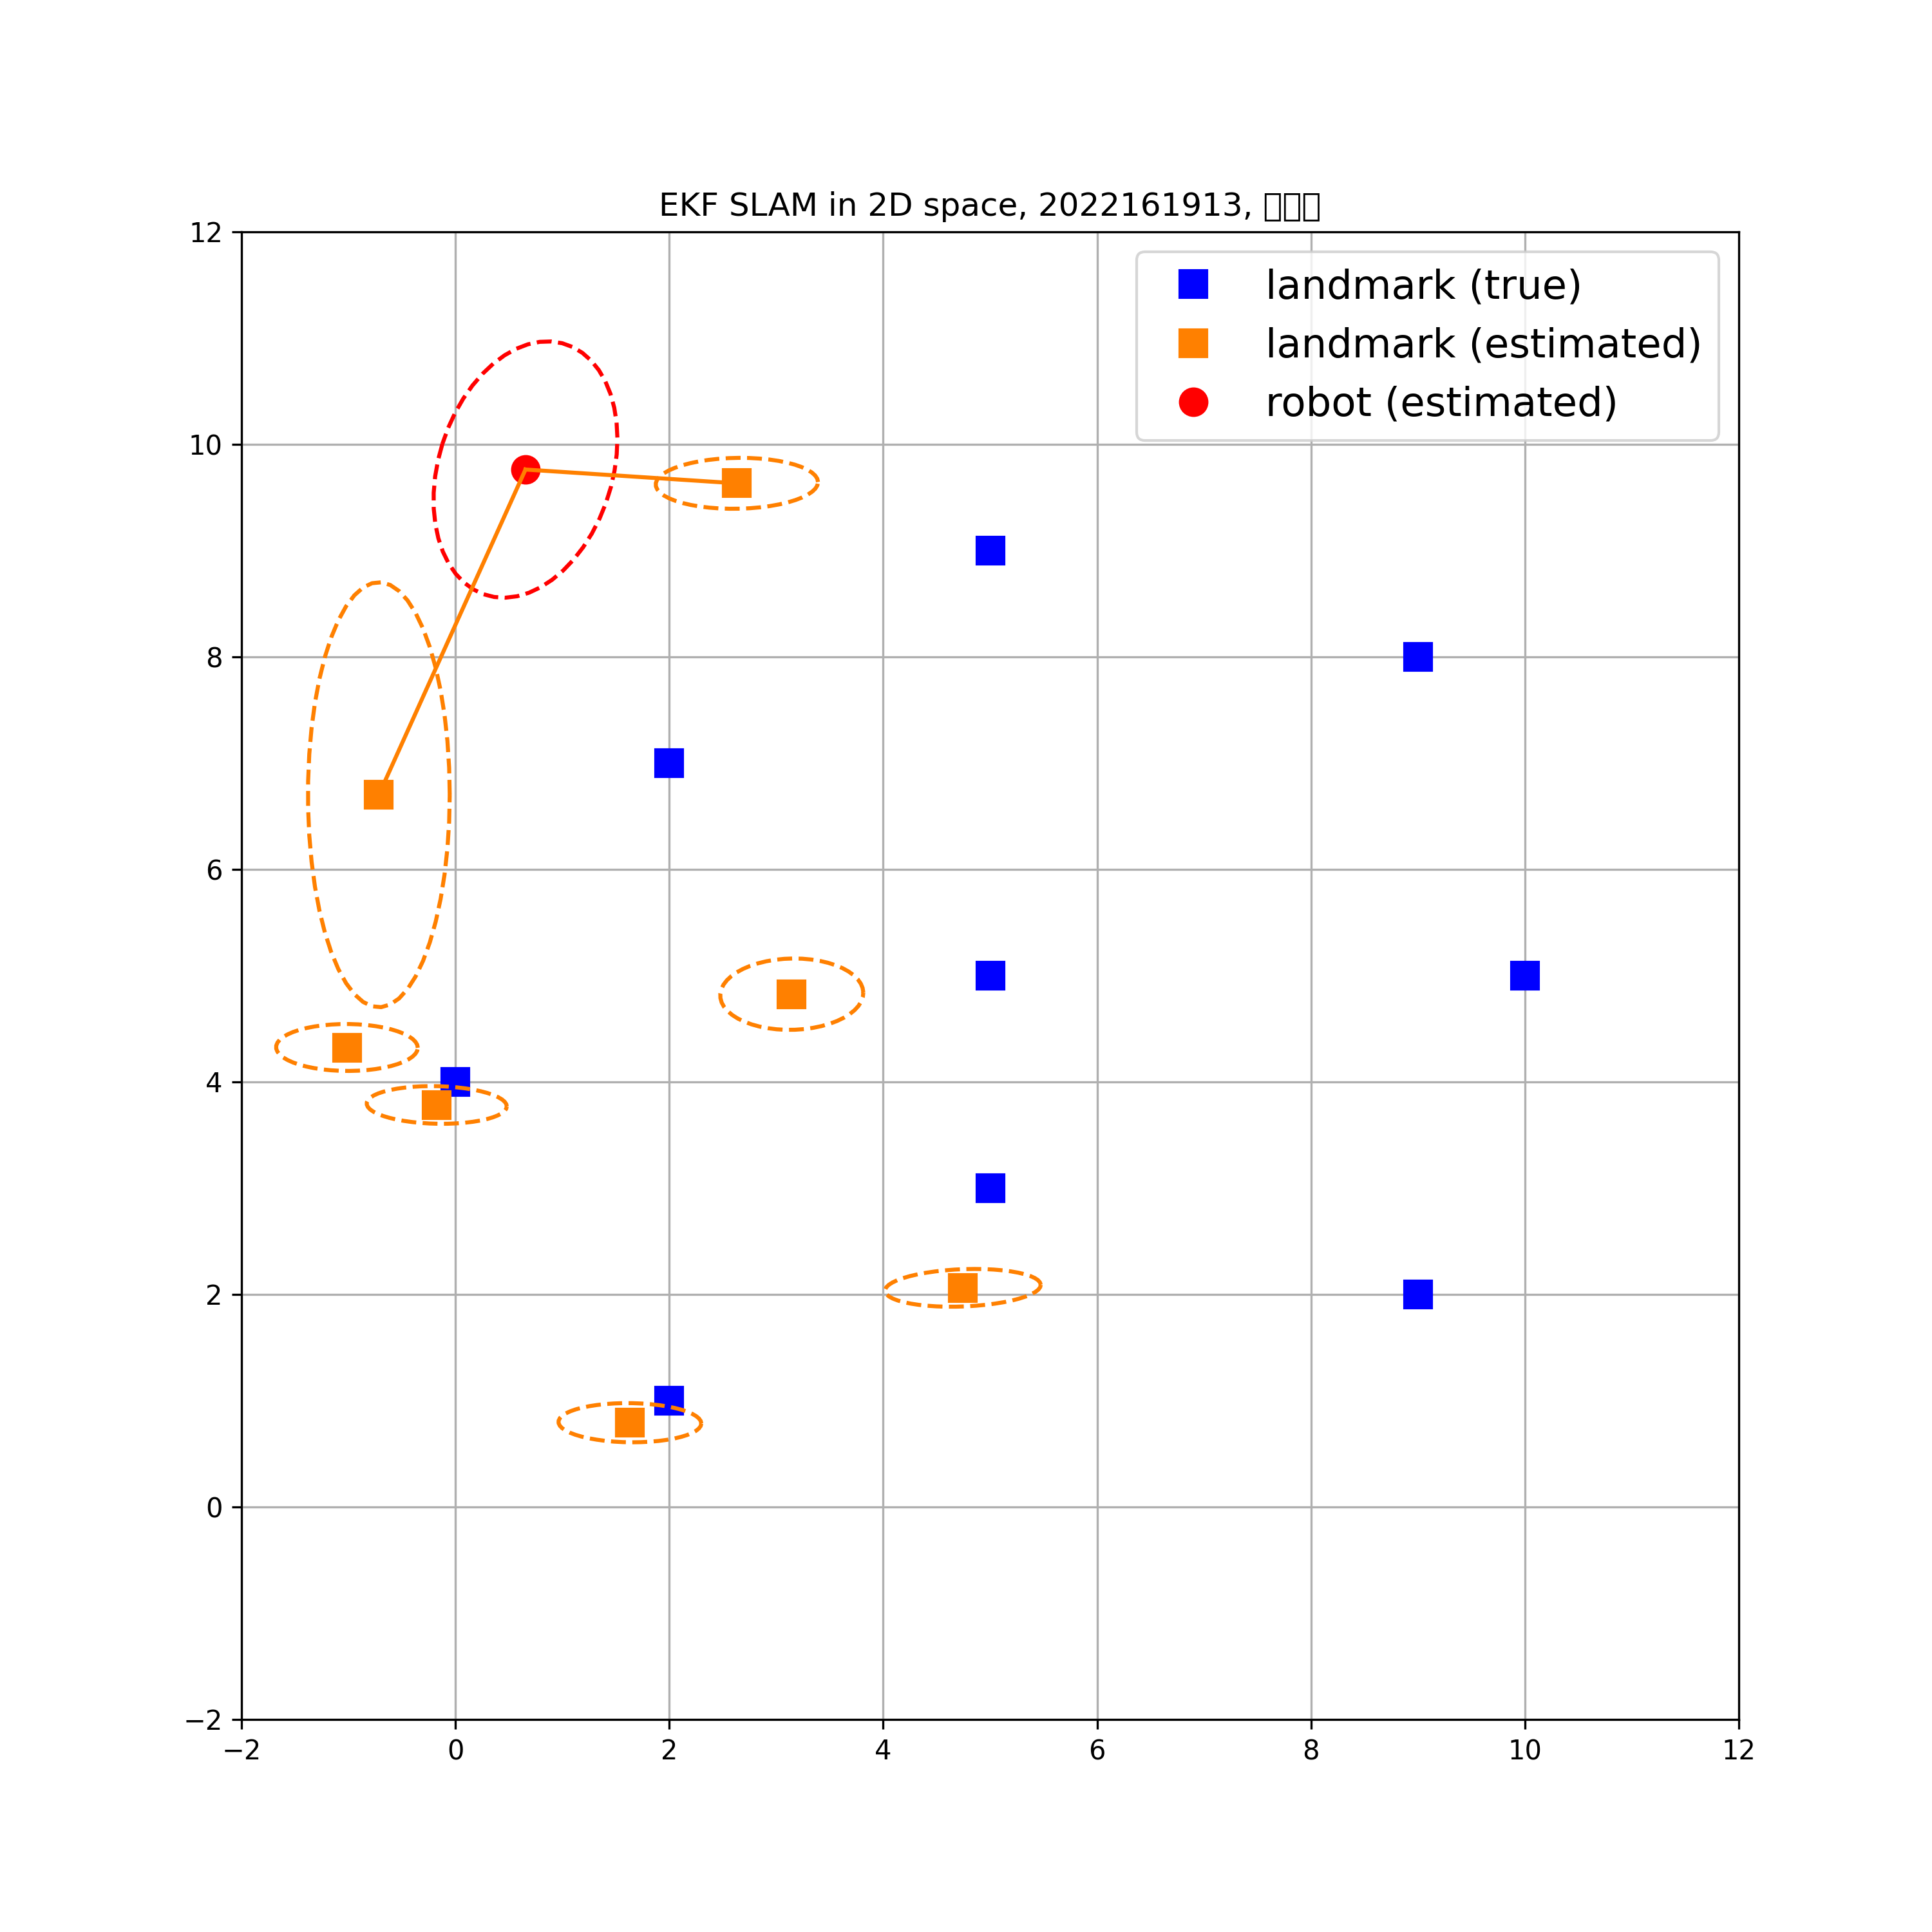 EKF SLAM in 2D space, 2022161913,
landmark (true)
landmark (estimated)
robot (estimated)
12
10
8
6
4
2
0
−2
−2 0 2 4 6 8 10 12